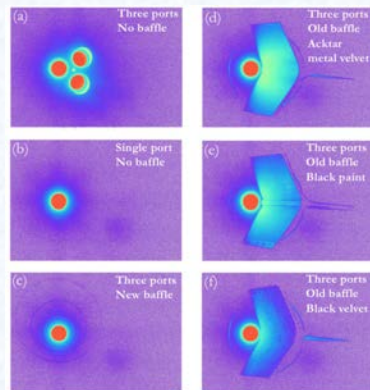 (a)
Three ports
No baffle
(b)
Single port
No baffle
(c)
Three ports
New baffle
(d)
Three ports
Old baffle
Acktar
metal velvet
(e)
Three ports
Old baffle
Black paint
(f)
Three ports
Old baffle
Black velvet